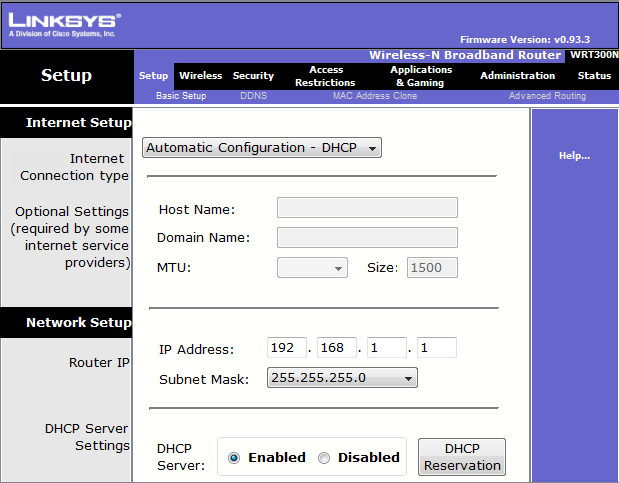 LINKSYS®
A Division of Cisco Systems, Inc.
Firmware Version: v0.93.3
Wireless-N Broadband Router WRT300N
Setup
Setup Wireless Security Access Restrictions Applications & Gaming Administration Status
Basic Setup DDNS MAC Address Clone Advanced Routing
Internet Setup
Internet Connection type
Automatic Configuration - DHCP
Help...
Optional Settings
(required by some
internet service
providers)
Host Name:
Domain Name:
MTU: Size: 1500
Network Setup
Router IP
IP Address: 192 . 168 . 1 . 1
Subnet Mask: 255.255.255.0
DHCP Server
Settings
DHCP
Server:
Enabled Disabled
DHCP
Reservation